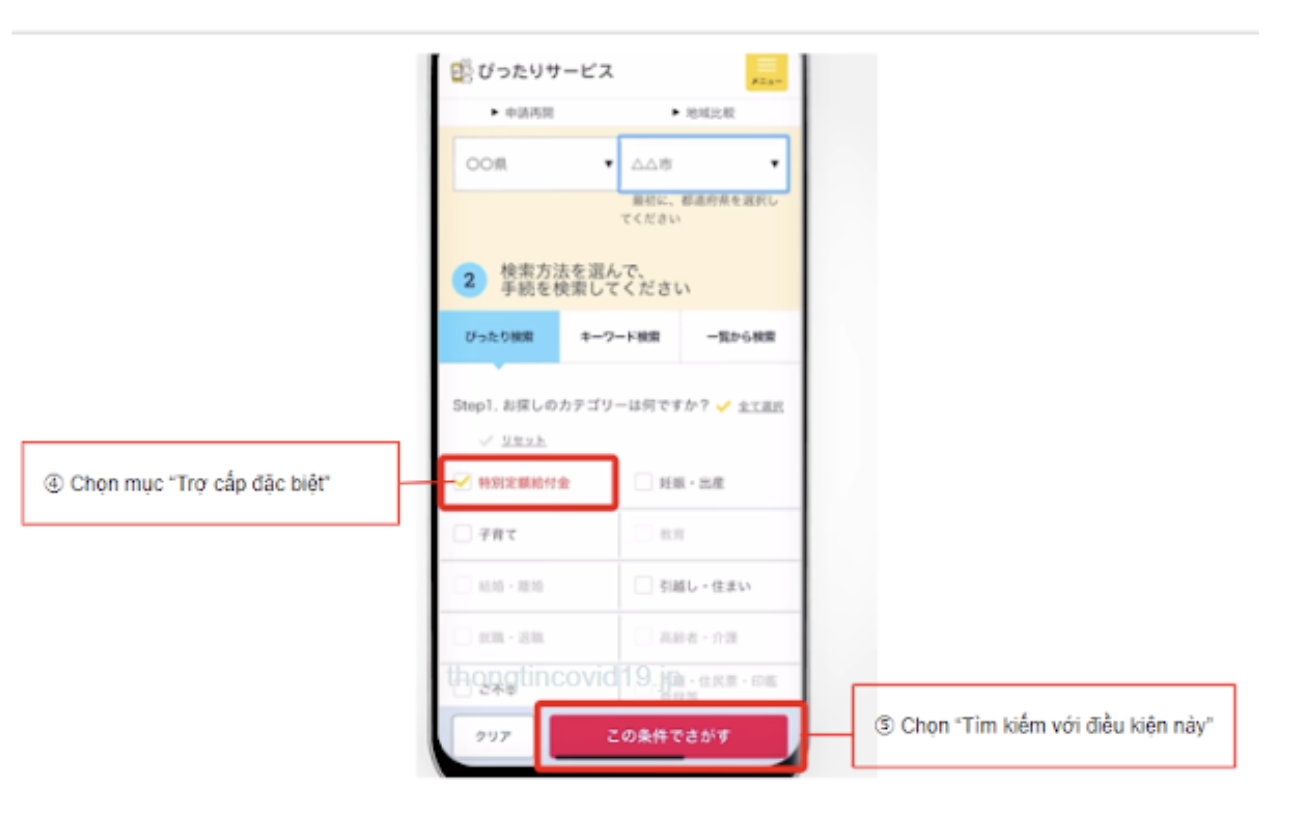 ぴったりサービス
メニュー
▶ 申請再開
▶ 地域比較
〇〇県 ▼
△△市 ▼
最初に、都道府県を選択し
てください
2
検索方法を選んで、
手続を検索してください
ぴったり検索
キーワード検索
一覧から検索
Step1. お探しのカテゴリーは何ですか? ✓ 全て選択
✓ リセット
④ Chọn mục “Trợ cấp đặc biệt”
特別定額給付金
妊娠・出産
子育て
教育
結婚・離婚
引越し・住まい
就職・退職
高齢者・介護
thongtincovid19.jp
ご不幸
・住民票・印鑑
登録等
クリア
この条件でさがす
⑤ Chọn “Tìm kiếm với điều kiện này”